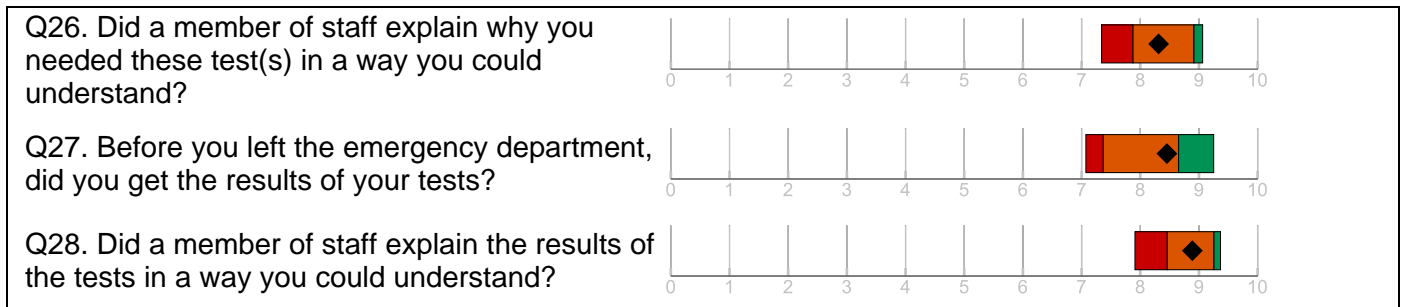 Q26. Did a member of staff explain why you
needed these test(s) in a way you could
understand?
0 1 2 3 4 5 6 7 8 9 10
Q27. Before you left the emergency department,
did you get the results of your tests?
0 1 2 3 4 5 6 7 8 9 10
Q28. Did a member of staff explain the results of
the tests in a way you could understand?
0 1 2 3 4 5 6 7 8 9 10